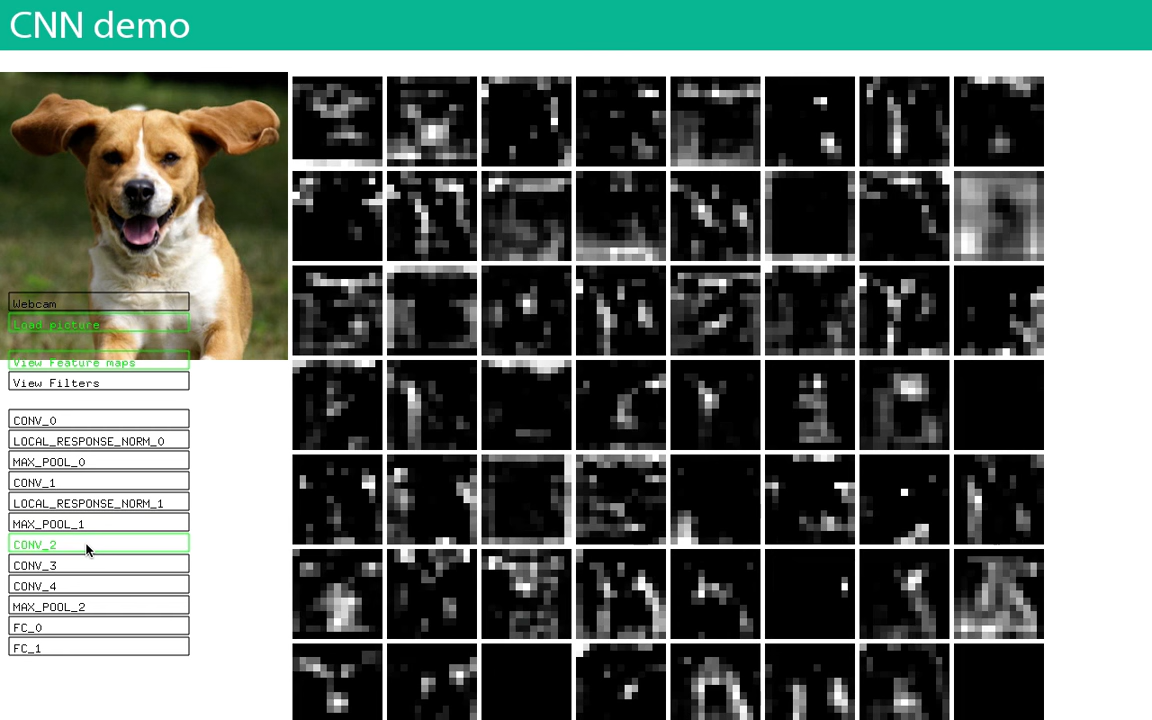 CNN demo
Webcam
Load picture
View Feature maps
View Filters
CONV_0
LOCAL_RESPONSE_NORM_0
MAX_POOL_0
CONV_1
LOCAL_RESPONSE_NORM_1
MAX_POOL_1
CONV_2
CONV_3
CONV_4
MAX_POOL_2
FC_0
FC_1